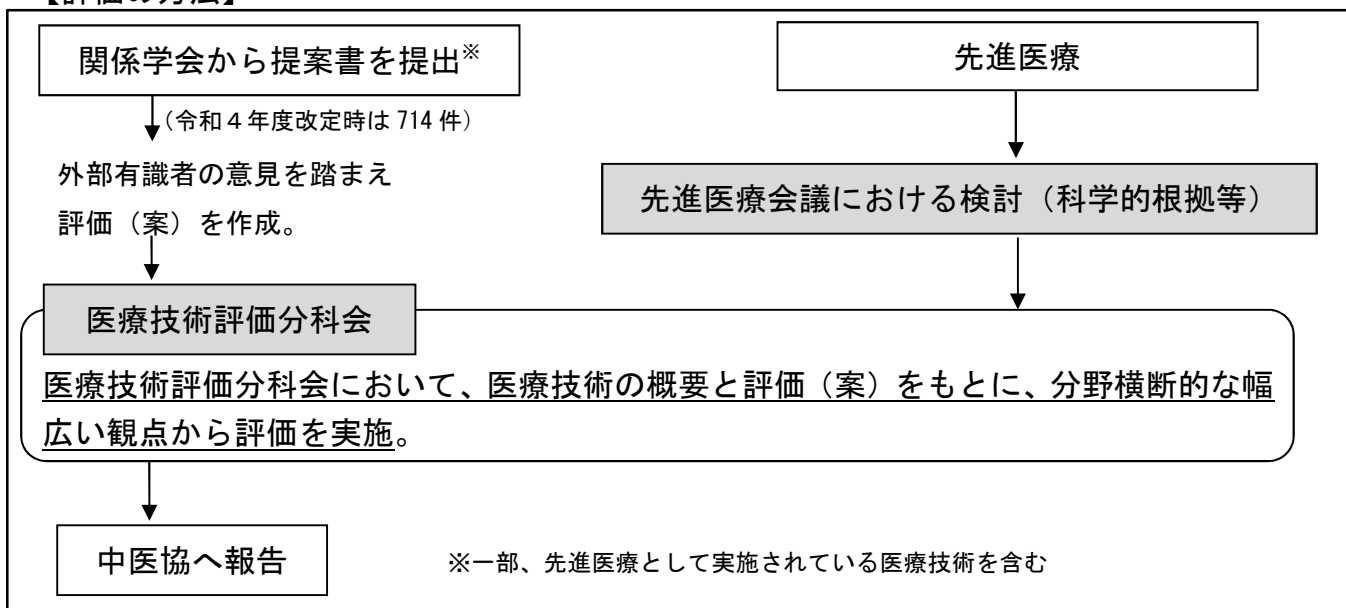 【評価の方法】
関係学会から提案書を提出※
(令和４年度改定時は 714 件)
外部有識者の意見を踏まえ
評価（案）を作成。
先進医療
先進医療会議における検討（科学的根拠等）
医療技術評価分科会
医療技術評価分科会において、医療技術の概要と評価（案）をもとに、分野横断的な幅
広い観点から評価を実施。
中医協へ報告
※一部、先進医療として実施されている医療技術を含む